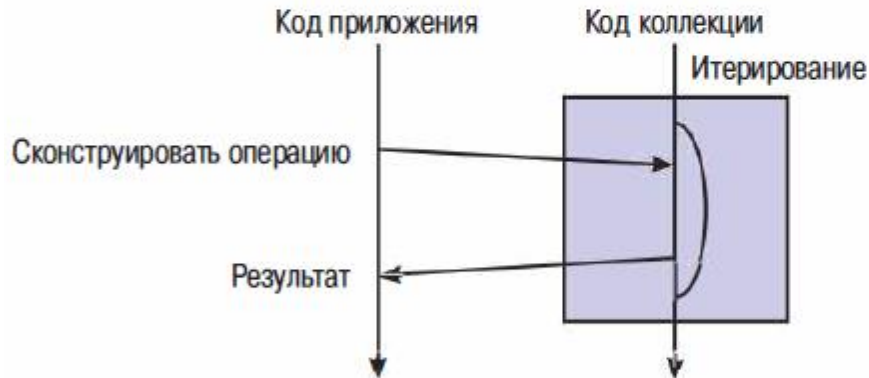 Код приложения
Код коллекции
Итерирование
Сконструировать операцию
Результат